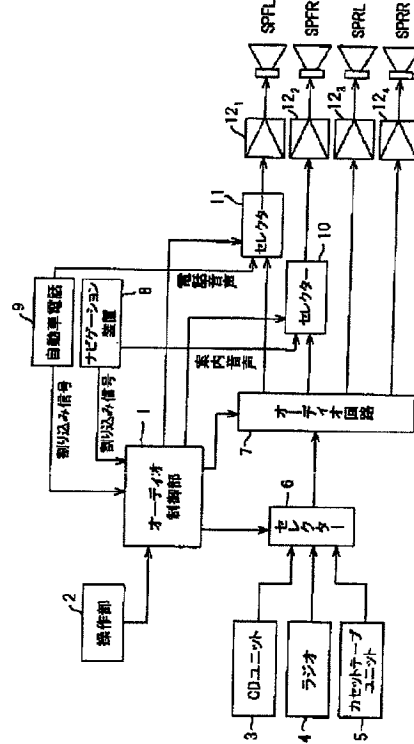 2
操作部
9
自動車電話
ナビゲーション
装置
8
割り込み信号
割り込み信号
電話音声
案内音声
1
オーディオ
制御部
11
セレクター
10
セレクター
12₁
12₂
12₃
12₄
SPFL
SPFR
SPRL
SPRR
3
CDユニット
4
ラジオ
5
カセットテープ
ユニット
6
セレクター
7
オーディオ回路